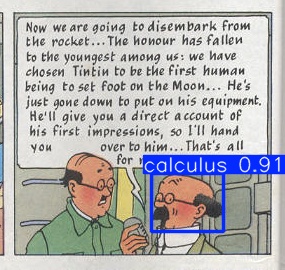 Now we are going to disembark from
the rocket... The honour has fallen
to the youngest among us: we have
chosen Tintin to be the first human
being to set foot on the Moon... He's
just gone down to put on his equipment.
He'll give you a direct account of
his first impressions, so I'll hand
you over to him... That's all
for
calculus 0.91